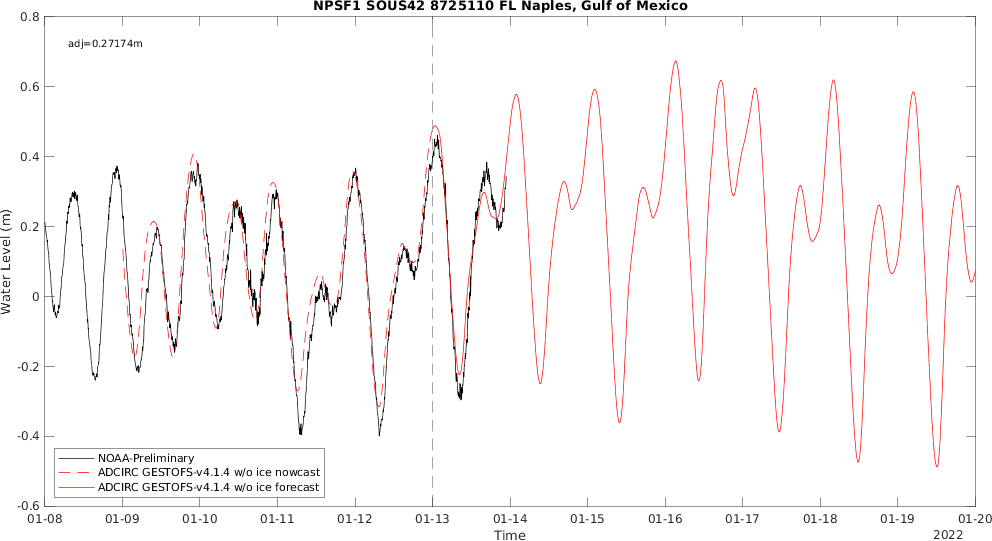 NPSF1 SOUS42 8725110 FL Naples, Gulf of Mexico
adj=0.27174m
0.8
0.6
0.4
0.2
0
-0.2
-0.4
-0.6
Water Level (m)
NOAA-Preliminary
ADCIRC GESTOFS-v4.1.4 w/o ice nowcast
ADCIRC GESTOFS-v4.1.4 w/o ice forecast
01-08 01-09 01-10 01-11 01-12 01-13 01-14 01-15 01-16 01-17 01-18 01-19 01-20
Time
2022